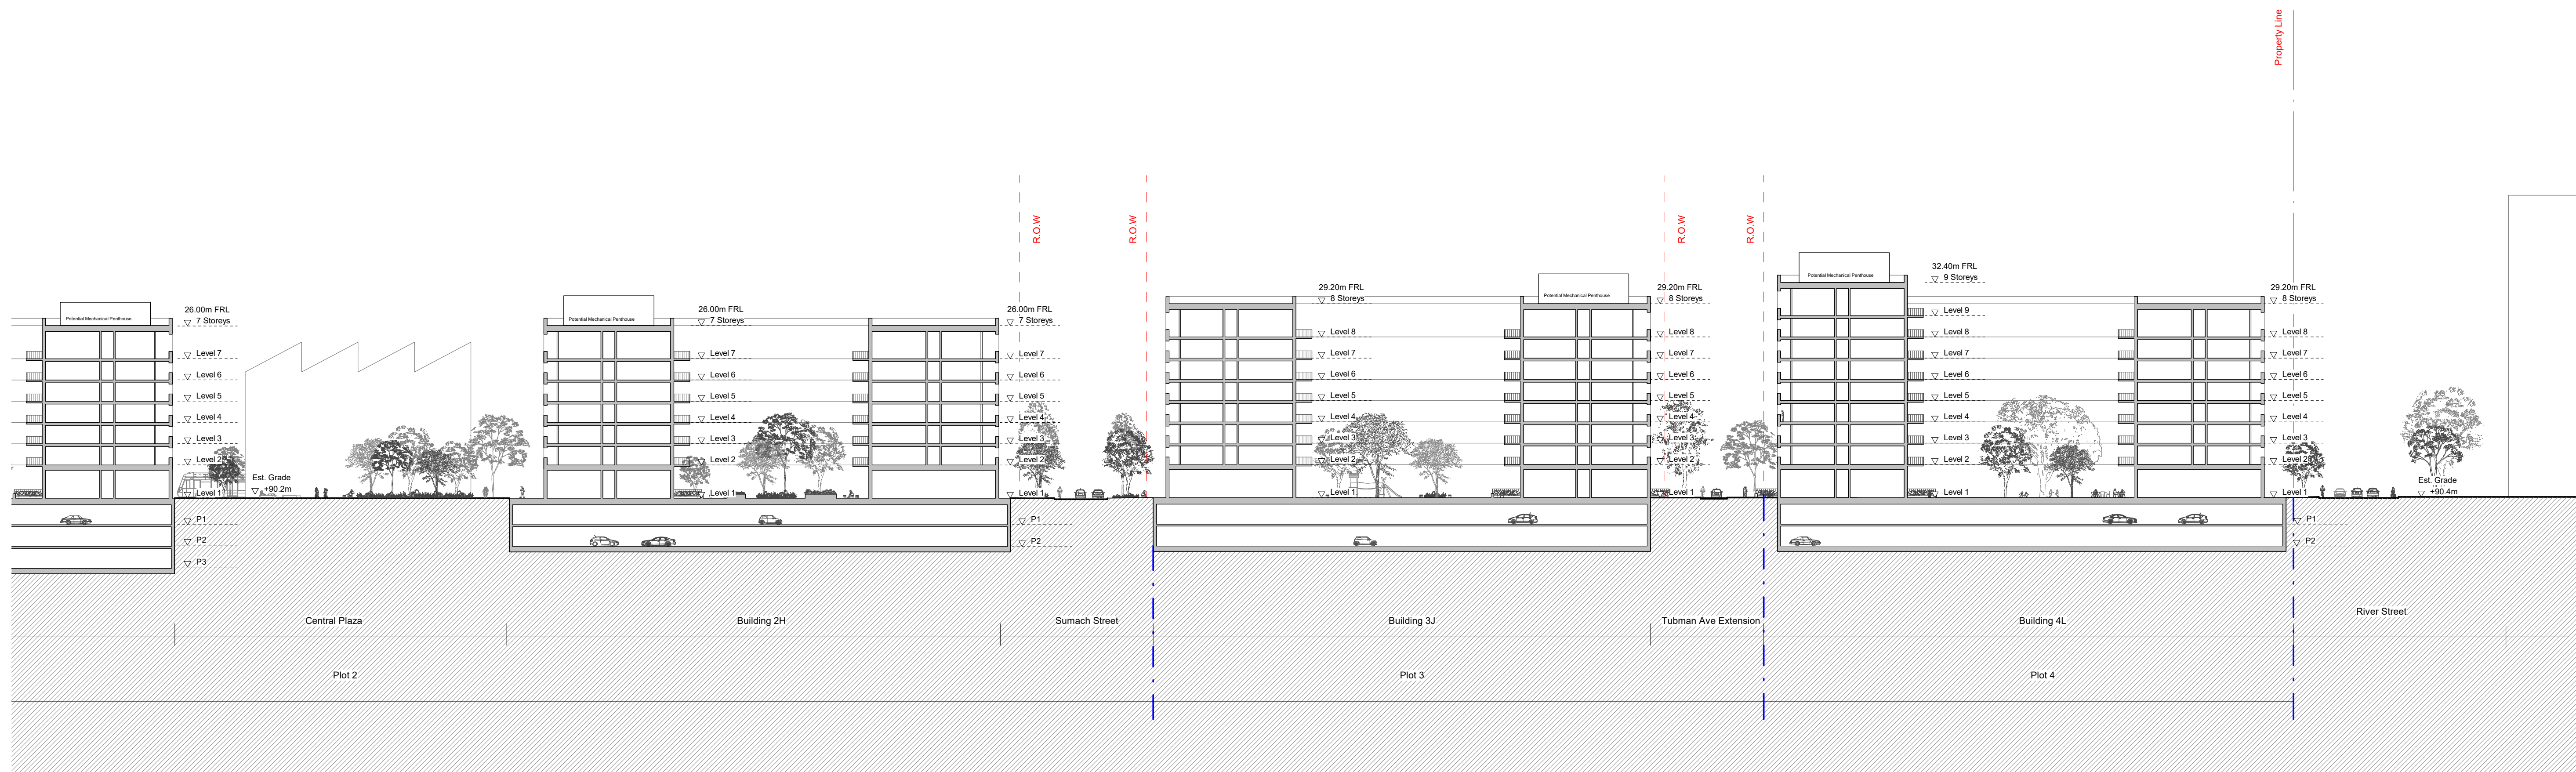 Property Line
R.O.W
R.O.W
R.O.W
R.O.W
Potential Mechanical Penthouse
26.00m FRL
7 Storeys
Level 7
Level 6
Level 5
Level 4
Level 3
Level 2
Level 1
P1
P2
P3
Est. Grade
+90.2m
Potential Mechanical Penthouse
26.00m FRL
7 Storeys
Level 7
Level 6
Level 5
Level 4
Level 3
Level 2
Level 1
26.00m FRL
7 Storeys
Level 7
Level 6
Level 5
Level 4
Level 3
Level 2
Level 1
P1
P2
29.20m FRL
8 Storeys
Level 8
Level 7
Level 6
Level 5
Level 4
Level 3
Level 2
Level 1
Potential Mechanical Penthouse
29.20m FRL
8 Storeys
Level 8
Level 7
Level 6
Level 5
Level 4
Level 3
Level 2
Level 1
Potential Mechanical Penthouse
32.40m FRL
9 Storeys
Level 9
Level 8
Level 7
Level 6
Level 5
Level 4
Level 3
Level 2
Level 1
29.20m FRL
8 Storeys
Level 8
Level 7
Level 6
Level 5
Level 4
Level 3
Level 2
Level 1
P1
P2
Est. Grade
+90.4m
Central Plaza
Building 2H
Sumach Street
Building 3J
Tubman Ave Extension
Building 4L
River Street
Plot 2
Plot 3
Plot 4